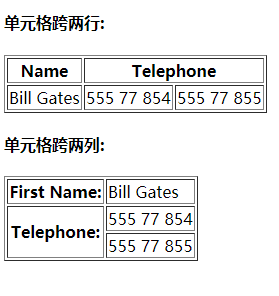 单元格跨两行:
Name Telephone
Bill Gates 555 77 854 555 77 855
单元格跨两列:
First Name: Bill Gates
Telephone: 555 77 854
555 77 855